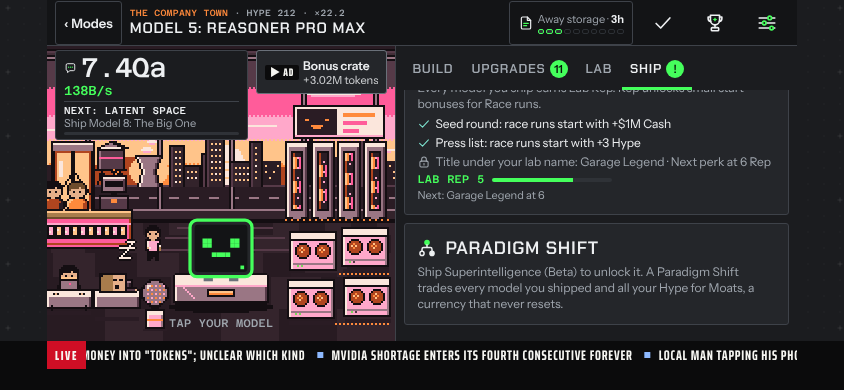 ‹ Modes
THE COMPANY TOWN · HYPE 212 · ×22.2
MODEL 5: REASONER PRO MAX
Away storage · 3h
7.4Qa
138B/s
NEXT: LATENT SPACE
Ship Model 8: The Big One
AD
Bonus crate
+3.02M tokens
TAP YOUR MODEL
BUILD UPGRADES 11 LAB SHIP !
bonuses for Race runs.
Seed round: race runs start with +$1M Cash
Press list: race runs start with +3 Hype
Title under your lab name: Garage Legend · Next perk at 6 Rep
LAB REP 5
Next: Garage Legend at 6
PARADIGM SHIFT
Ship Superintelligence (Beta) to unlock it. A Paradigm Shift
trades every model you shipped and all your Hype for Moats, a
currency that never resets.
LIVE MONEY INTO "TOKENS"; UNCLEAR WHICH KIND ▪ MVIDIA SHORTAGE ENTERS ITS FOURTH CONSECUTIVE FOREVER ▪ LOCAL MAN TAPPING HIS